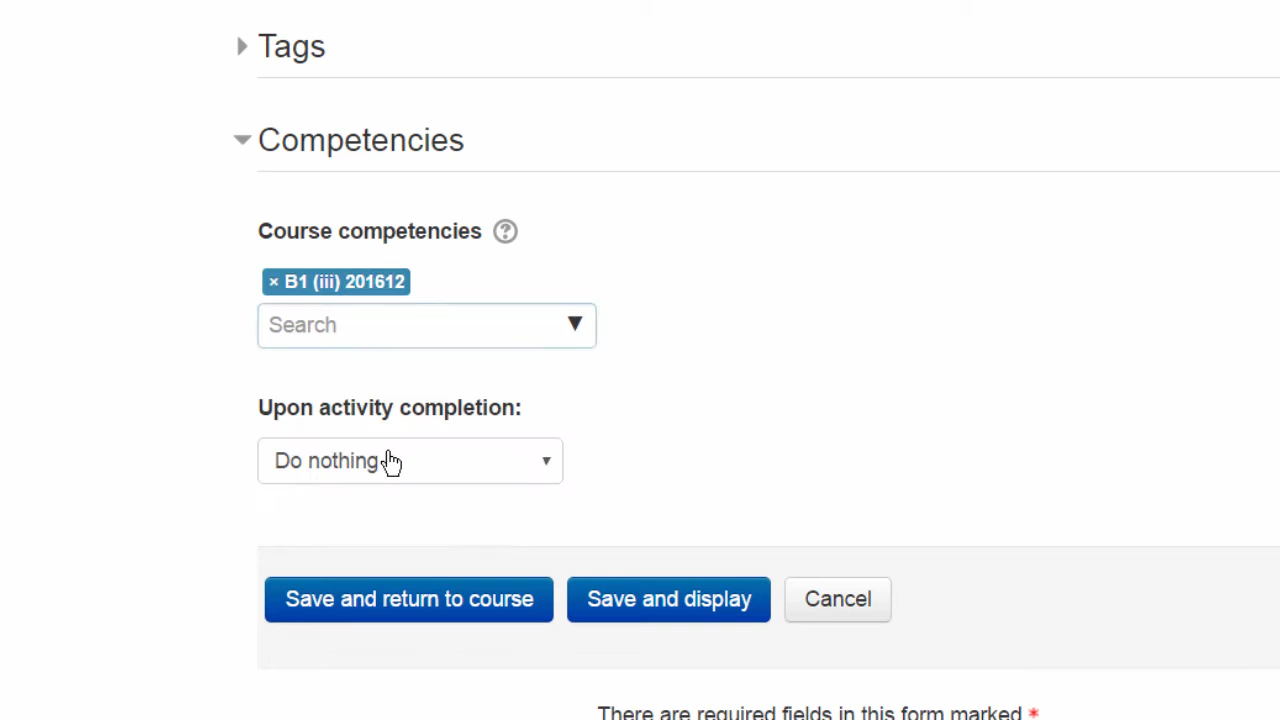 Tags
Competencies
Course competencies ?
× B1 (iii) 201612
Search
Upon activity completion:
Do nothing
Save and return to course Save and display Cancel
There are required fields in this form marked *